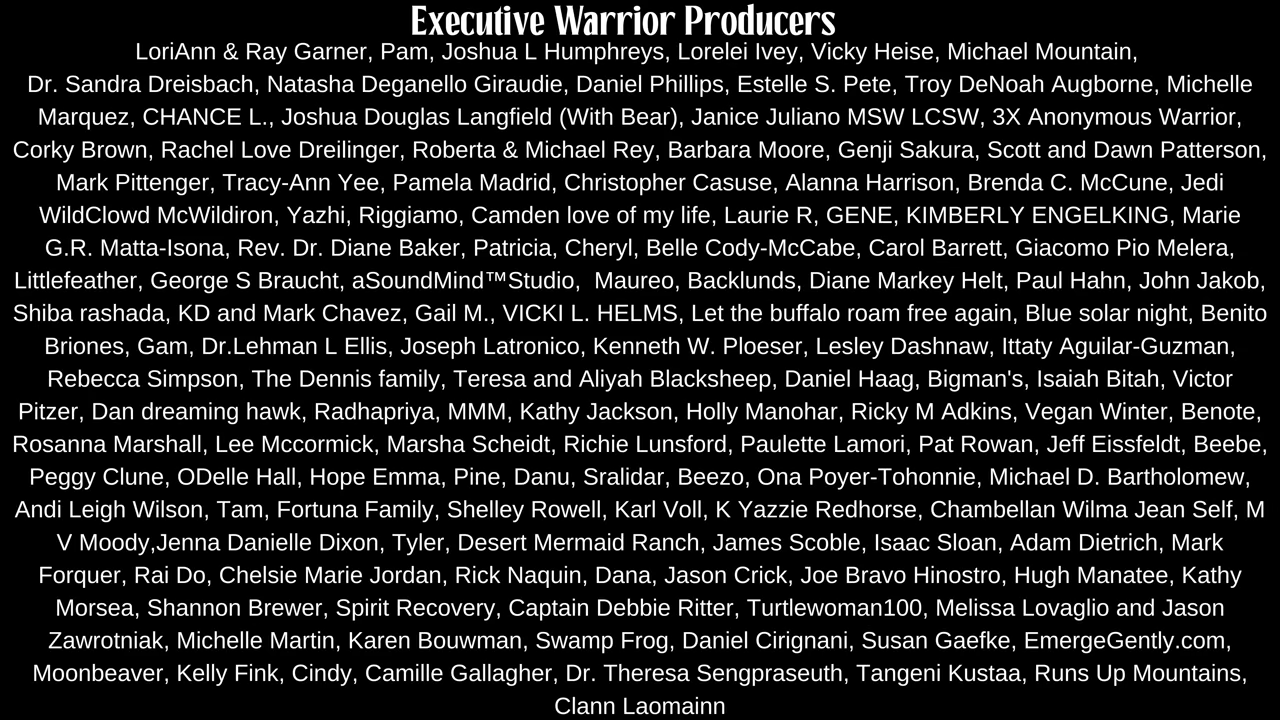 Executive Warrior Producers
LoriAnn & Ray Garner, Pam, Joshua L Humphreys, Lorelei Ivey, Vicky Heise, Michael Mountain,
Dr. Sandra Dreisbach, Natasha Deganello Giraudie, Daniel Phillips, Estelle S. Pete, Troy DeNoah Augborne, Michelle
Marquez, CHANCE L., Joshua Douglas Langfield (With Bear), Janice Juliano MSW LCSW, 3X Anonymous Warrior,
Corky Brown, Rachel Love Dreilinger, Roberta & Michael Rey, Barbara Moore, Genji Sakura, Scott and Dawn Patterson,
Mark Pittenger, Tracy-Ann Yee, Pamela Madrid, Christopher Casuse, Alanna Harrison, Brenda C. McCune, Jedi
WildClowd McWildiron, Yazhi, Riggiamo, Camden love of my life, Laurie R, GENE, KIMBERLY ENGELKING, Marie
G.R. Matta-Isona, Rev. Dr. Diane Baker, Patricia, Cheryl, Belle Cody-McCabe, Carol Barrett, Giacomo Pio Melera,
Littlefeather, George S Braucht, aSoundMind™Studio,  Maureo, Backlunds, Diane Markey Helt, Paul Hahn, John Jakob,
Shiba rashada, KD and Mark Chavez, Gail M., VICKI L. HELMS, Let the buffalo roam free again, Blue solar night, Benito
Briones, Gam, Dr.Lehman L Ellis, Joseph Latronico, Kenneth W. Ploeser, Lesley Dashnaw, Ittaty Aguilar-Guzman,
Rebecca Simpson, The Dennis family, Teresa and Aliyah Blacksheep, Daniel Haag, Bigman's, Isaiah Bitah, Victor
Pitzer, Dan dreaming hawk, Radhapriya, MMM, Kathy Jackson, Holly Manohar, Ricky M Adkins, Vegan Winter, Benote,
Rosanna Marshall, Lee Mccormick, Marsha Scheidt, Richie Lunsford, Paulette Lamori, Pat Rowan, Jeff Eissfeldt, Beebe,
Peggy Clune, ODelle Hall, Hope Emma, Pine, Danu, Sralidar, Beezo, Ona Poyer-Tohonnie, Michael D. Bartholomew,
Andi Leigh Wilson, Tam, Fortuna Family, Shelley Rowell, Karl Voll, K Yazzie Redhorse, Chambellan Wilma Jean Self, M
V Moody,Jenna Danielle Dixon, Tyler, Desert Mermaid Ranch, James Scoble, Isaac Sloan, Adam Dietrich, Mark
Forquer, Rai Do, Chelsie Marie Jordan, Rick Naquin, Dana, Jason Crick, Joe Bravo Hinostro, Hugh Manatee, Kathy
Morsea, Shannon Brewer, Spirit Recovery, Captain Debbie Ritter, Turtlewoman100, Melissa Lovaglio and Jason
Zawrotniak, Michelle Martin, Karen Bouwman, Swamp Frog, Daniel Cirignani, Susan Gaefke, EmergeGently.com,
Moonbeaver, Kelly Fink, Cindy, Camille Gallagher, Dr. Theresa Sengpraseuth, Tangeni Kustaa, Runs Up Mountains,
Clann Laomainn